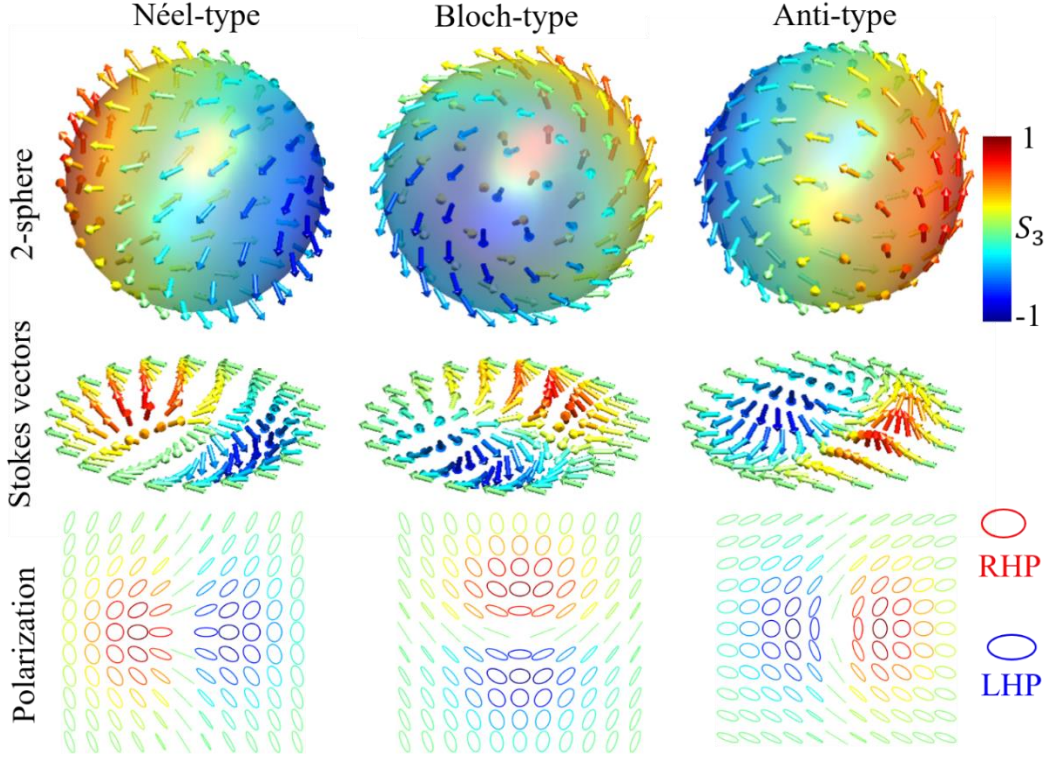 Néel-type Bloch-type Anti-type
2-sphere
1
S₃
-1
Stokes vectors
Polarization
RHP
LHP